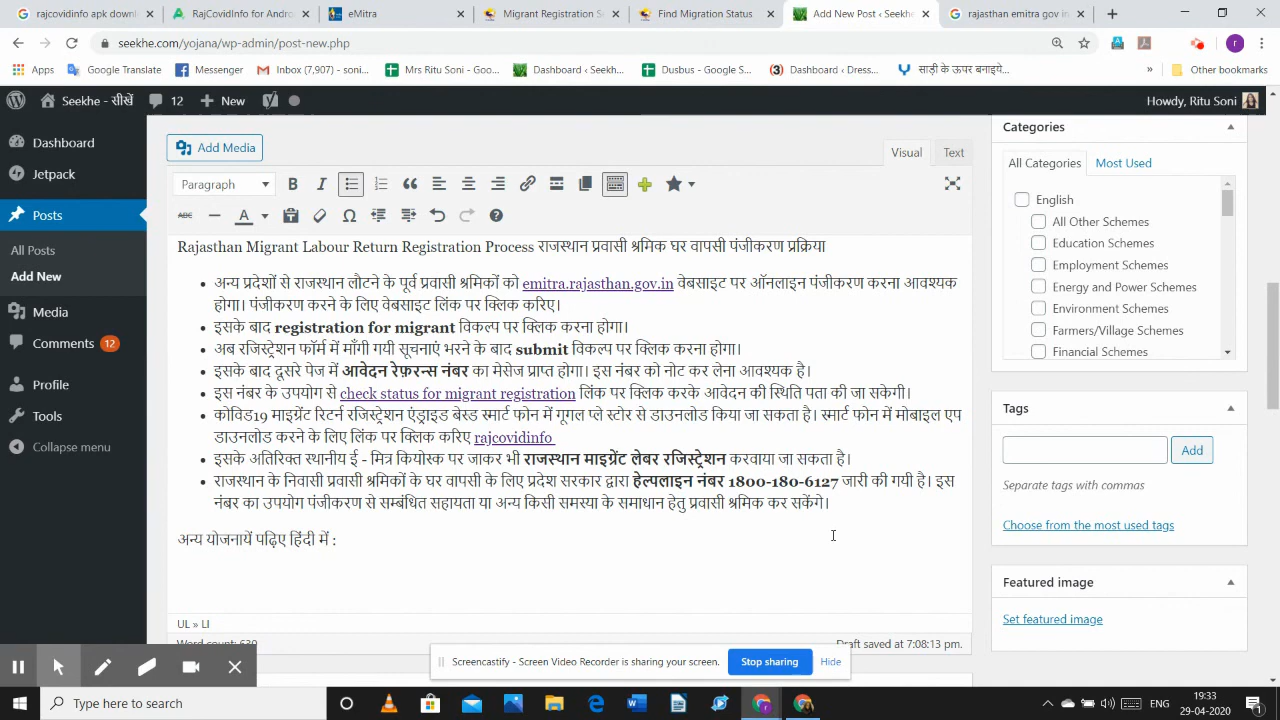 rajcovidinfo apk downl
RajCovidInfo for Andro
eMitra
Migrant Registration S
Find Migration Status
Add New Post ‹ Seekhe
rajasthan emitra gov in
seekhe.com/yojana/wp-admin/post-new.php
Apps
Google Translate
Messenger
Inbox (7,907) - soni...
Mrs Ritu Soni - Goo...
Dashboard ‹ Seekh...
Dusbus - Google S...
Dashboard ‹ Dress...
साड़ी के ऊपर बनाइये...
»
Other bookmarks
Seekhe - सीखें
12
New
Howdy, Ritu Soni
Dashboard
Jetpack
Posts
All Posts
Add New
Media
Comments 12
Profile
Tools
Collapse menu
Add Media
Visual
Text
Paragraph
Rajasthan Migrant Labour Return Registration Process राजस्थान प्रवासी श्रमिक घर वापसी पंजीकरण प्रक्रिया
• अन्य प्रदेशों से राजस्थान लौटने के पूर्व प्रवासी श्रमिकों को emitra.rajasthan.gov.in वेबसाइट पर ऑनलाइन पंजीकरण करना आवश्यक
होगा। पंजीकरण करने के लिए वेबसाइट लिंक पर क्लिक करिए।
• इसके बाद registration for migrant विकल्प पर क्लिक करना होगा।
• अब रजिस्ट्रेशन फॉर्म में माँगी गयी सूचनाएं भरने के बाद submit विकल्प पर क्लिक करना होगा।
• इसके बाद दूसरे पेज में आवेदन रेफ़रन्स नंबर का मेसेज प्राप्त होगा। इस नंबर को नोट कर लेना आवश्यक है।
• इस नंबर के उपयोग से check status for migrant registration लिंक पर क्लिक करके आवेदन की स्थिति पता की जा सकेगी।
• कोविड19 माइग्रेंट रिटर्न रजिस्ट्रेशन एंड्राइड बेस्ड स्मार्ट फोन में गूगल प्ले स्टोर से डाउनलोड किया जा सकता है। स्मार्ट फोन में मोबाइल एप
डाउनलोड करने के लिए लिंक पर क्लिक करिए rajcovidinfo
• इसके अतिरिक्त स्थानीय ई - मित्र कियोस्क पर जाकर भी राजस्थान माइग्रेंट लेबर रजिस्ट्रेशन करवाया जा सकता है।
• राजस्थान के निवासी प्रवासी श्रमिकों के घर वापसी के लिए प्रदेश सरकार द्वारा हेल्पलाइन नंबर 1800-180-6127 जारी की गयी है। इस
नंबर का उपयोग पंजीकरण से सम्बंधित सहायता या अन्य किसी समस्या के समाधान हेतु प्रवासी श्रमिक कर सकेंगे।
अन्य योजनायें पढ़िए हिंदी में :
UL » LI
Word count: 630
Draft saved at 7:08:13 pm.
Categories
All Categories
Most Used
English
All Other Schemes
Education Schemes
Employment Schemes
Energy and Power Schemes
Environment Schemes
Farmers/Village Schemes
Financial Schemes
Tags
Add
Separate tags with commas
Choose from the most used tags
Featured image
Set featured image
Screencastify - Screen Video Recorder is sharing your screen.
Stop sharing
Hide
Type here to search
ENG
19:33
29-04-2020